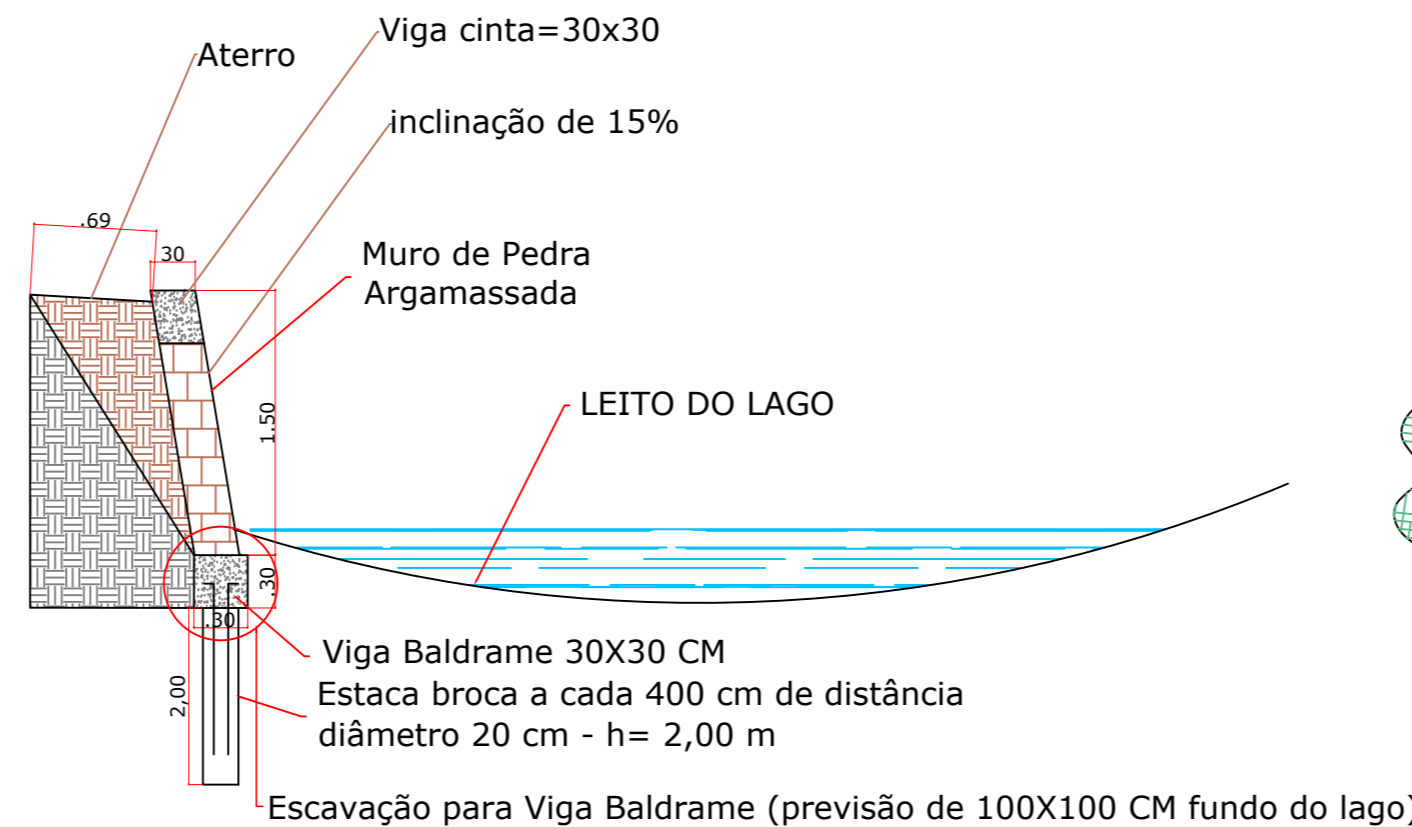 Viga cinta=30x30
Aterro
inclinação de 15%
.69
30
Muro de Pedra
Argamassada
1.50
LEITO DO LAGO
.30
.30
Viga Baldrame 30X30 CM
2,00
Estaca broca a cada 400 cm de distância
diâmetro 20 cm - h= 2,00 m
Escavação para Viga Baldrame (previsão de 100X100 CM fundo do lago)